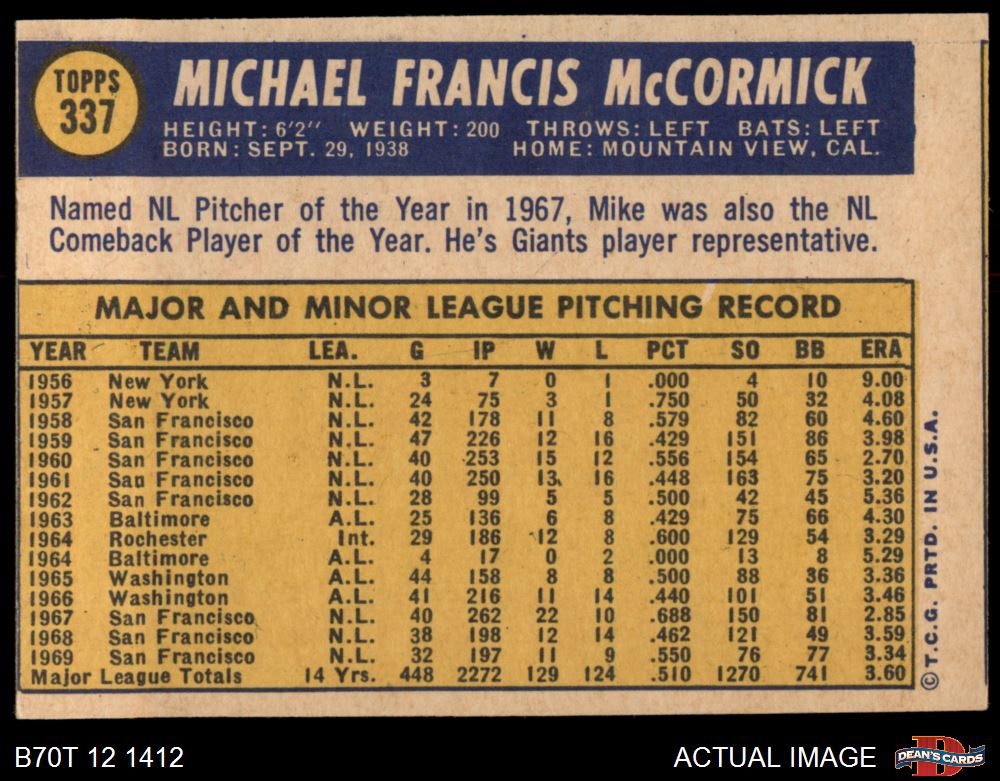 TOPPS
337
MICHAEL FRANCIS McCORMICK
HEIGHT: 6'2" WEIGHT: 200 THROWS: LEFT BATS: LEFT
BORN: SEPT. 29, 1938 HOME: MOUNTAIN VIEW, CAL.
Named NL Pitcher of the Year in 1967, Mike was also the NL
Comeback Player of the Year. He's Giants player representative.
MAJOR AND MINOR LEAGUE PITCHING RECORD
YEAR TEAM LEA. G IP W L PCT SO BB ERA
1956 New York N.L. 3 7 0 1 .000 4 10 9.00
1957 New York N.L. 24 75 3 1 .750 50 32 4.08
1958 San Francisco N.L. 42 178 11 8 .579 82 60 4.60
1959 San Francisco N.L. 47 226 12 16 .429 151 86 3.98
1960 San Francisco N.L. 40 253 15 12 .556 154 65 2.70
1961 San Francisco N.L. 40 250 13 16 .448 163 75 3.20
1962 San Francisco N.L. 28 99 5 5 .500 42 45 5.36
1963 Baltimore A.L. 25 136 6 8 .429 75 66 4.30
1964 Rochester Int. 29 186 12 8 .600 129 54 3.29
1964 Baltimore A.L. 4 17 0 2 .000 13 8 5.29
1965 Washington A.L. 44 158 8 8 .500 88 36 3.36
1966 Washington A.L. 41 216 11 14 .440 101 51 3.46
1967 San Francisco N.L. 40 262 22 10 .688 150 81 2.85
1968 San Francisco N.L. 38 198 12 14 .462 121 49 3.59
1969 San Francisco N.L. 32 197 11 9 .550 76 77 3.34
Major League Totals 14 Yrs. 448 2272 129 124 .510 1270 741 3.60
©T.C.G. PRTD. IN U.S.A.
B70T 12 1412
ACTUAL IMAGE
D
DEAN'S CARDS